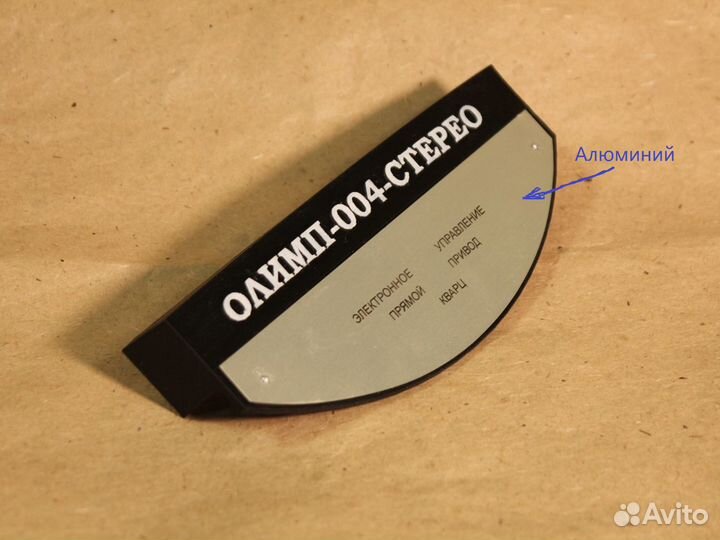 Алюминий
ОЛИМП-004-СТЕРЕО
ЭЛЕКТРОННОЕ УПРАВЛЕНИЕ
ПРЯМОЙ ПРИВОД
КВАРЦ
Avito